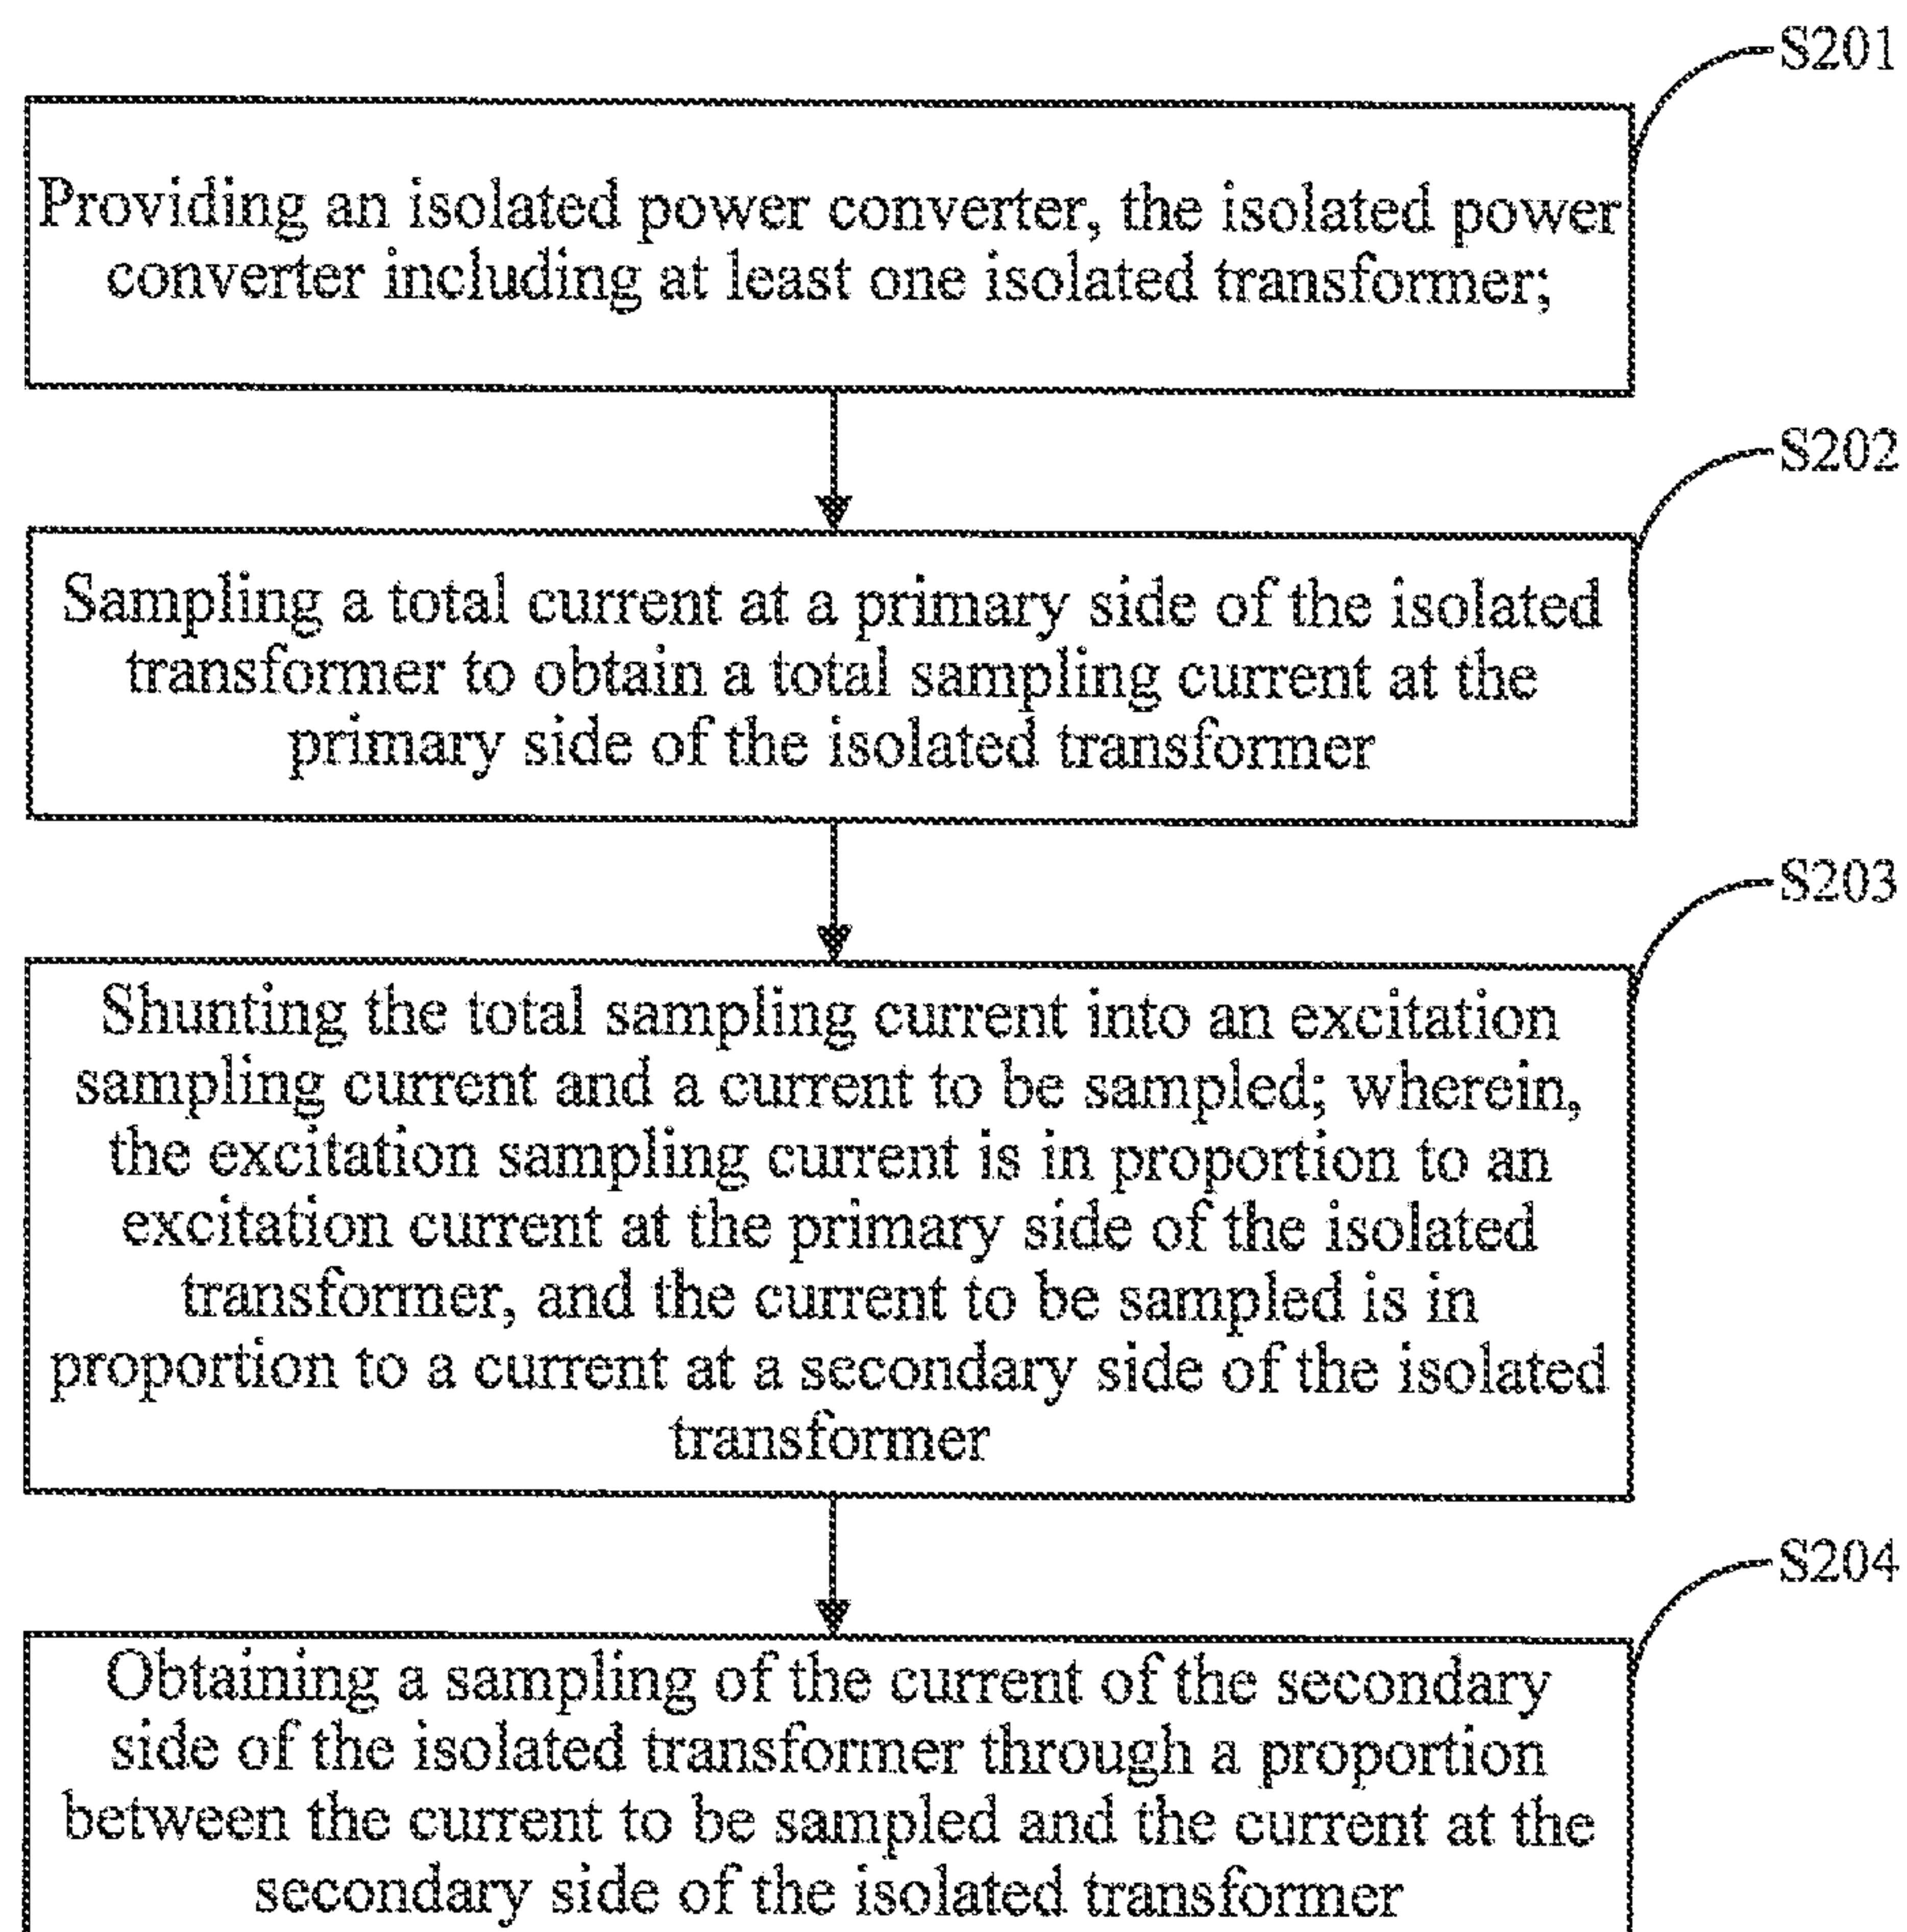 S201
Providing an isolated power converter, the isolated power
converter including at least one isolated transformer;
S202
Sampling a total current at a primary side of the isolated
transformer to obtain a total sampling current at the
primary side of the isolated transformer
S203
Shunting the total sampling current into an excitation
sampling current and a current to be sampled; wherein,
the excitation sampling current is in proportion to an
excitation current at the primary side of the isolated
transformer, and the current to be sampled is in
proportion to a current at a secondary side of the isolated
transformer
S204
Obtaining a sampling of the current of the secondary
side of the isolated transformer through a proportion
between the current to be sampled and the current at the
secondary side of the isolated transformer